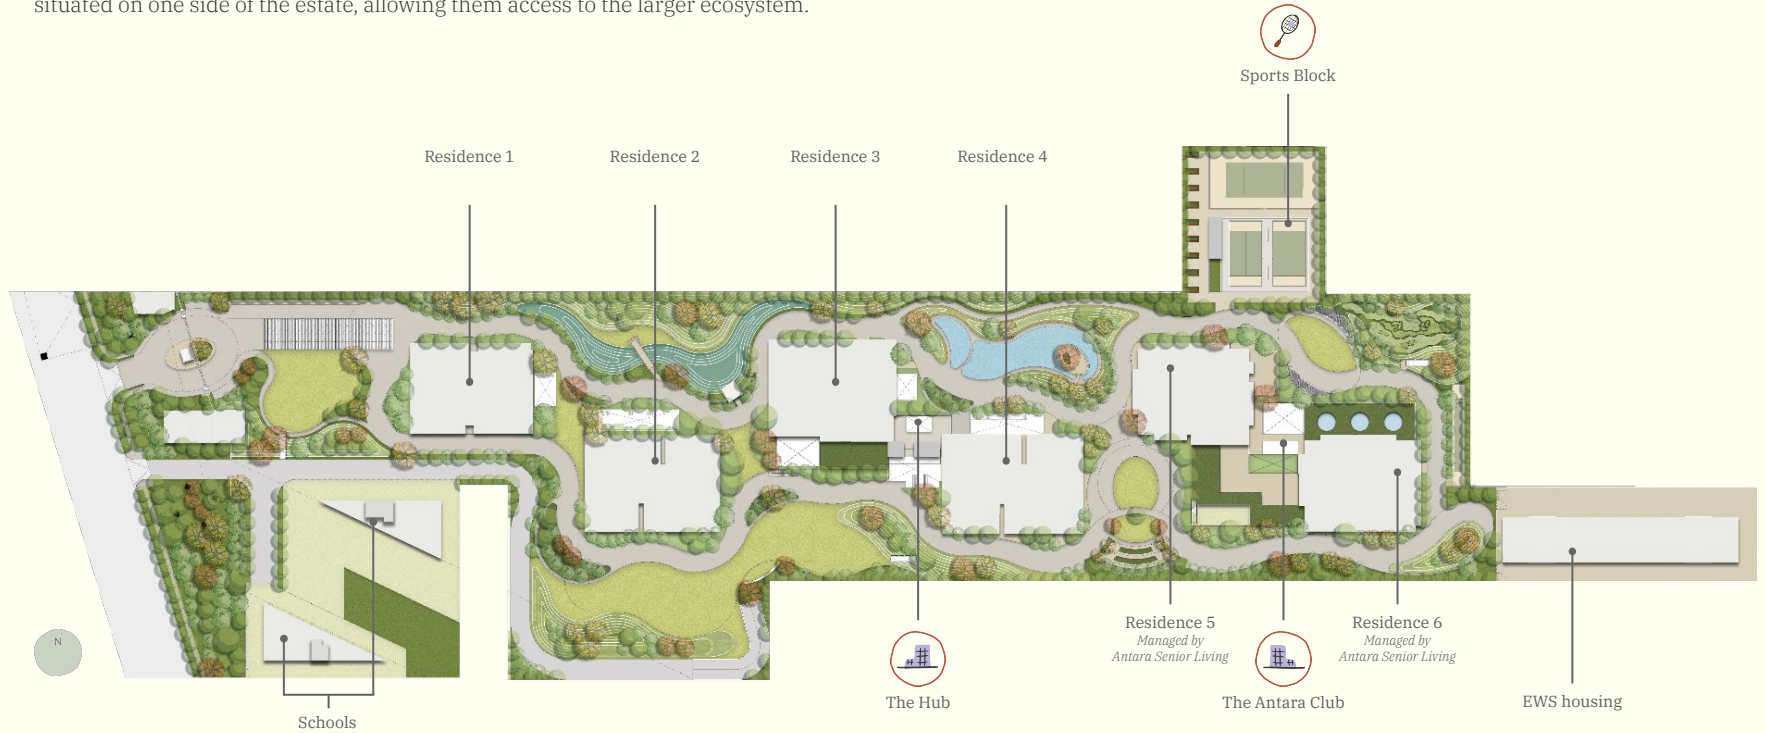 situated on one side of the estate, allowing them access to the larger ecosystem.
Sports Block
Residence 1
Residence 2
Residence 3
Residence 4
N
Residence 5
Managed by
Antara Senior Living
Residence 6
Managed by
Antara Senior Living
The Hub
The Antara Club
EWS housing
Schools